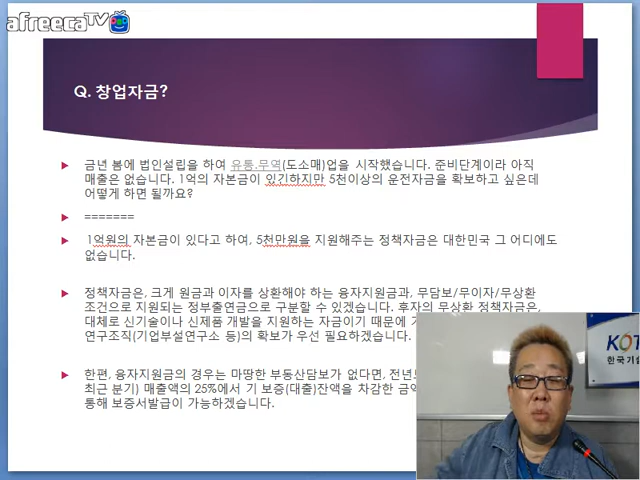 afreecaTV
Q. 창업자금?
금년 봄에 법인설립을 하여 유통.무역(도소매)업을 시작했습니다. 준비단계이라 아직
매출은 없습니다. 1억의 자본금이 있긴하지만 5천이상의 운전자금을 확보하고 싶은데
어떻게 하면 될까요?
=======
1억원의 자본금이 있다고 하여, 5천만원을 지원해주는 정책자금은 대한민국 그 어디에도
없습니다.
정책자금은, 크게 원금과 이자를 상환해야 하는 융자지원금과, 무담보/무이자/무상환
조건으로 지원되는 정부출연금으로 구분할 수 있겠습니다. 후자의 무상환 정책자금은,
대체로 신기술이나 신제품 개발을 지원하는 자금이기 때문에
연구조직(기업부설연구소 등)의 확보가 우선 필요하겠습니다.
한편, 융자지원금의 경우는 마땅한 부동산담보가 없다면,
최근 분기) 매출액의 25%에서 기 보증(대출)잔액을 차감한
통해 보증서발급이 가능하겠습니다.
KOT
한국기